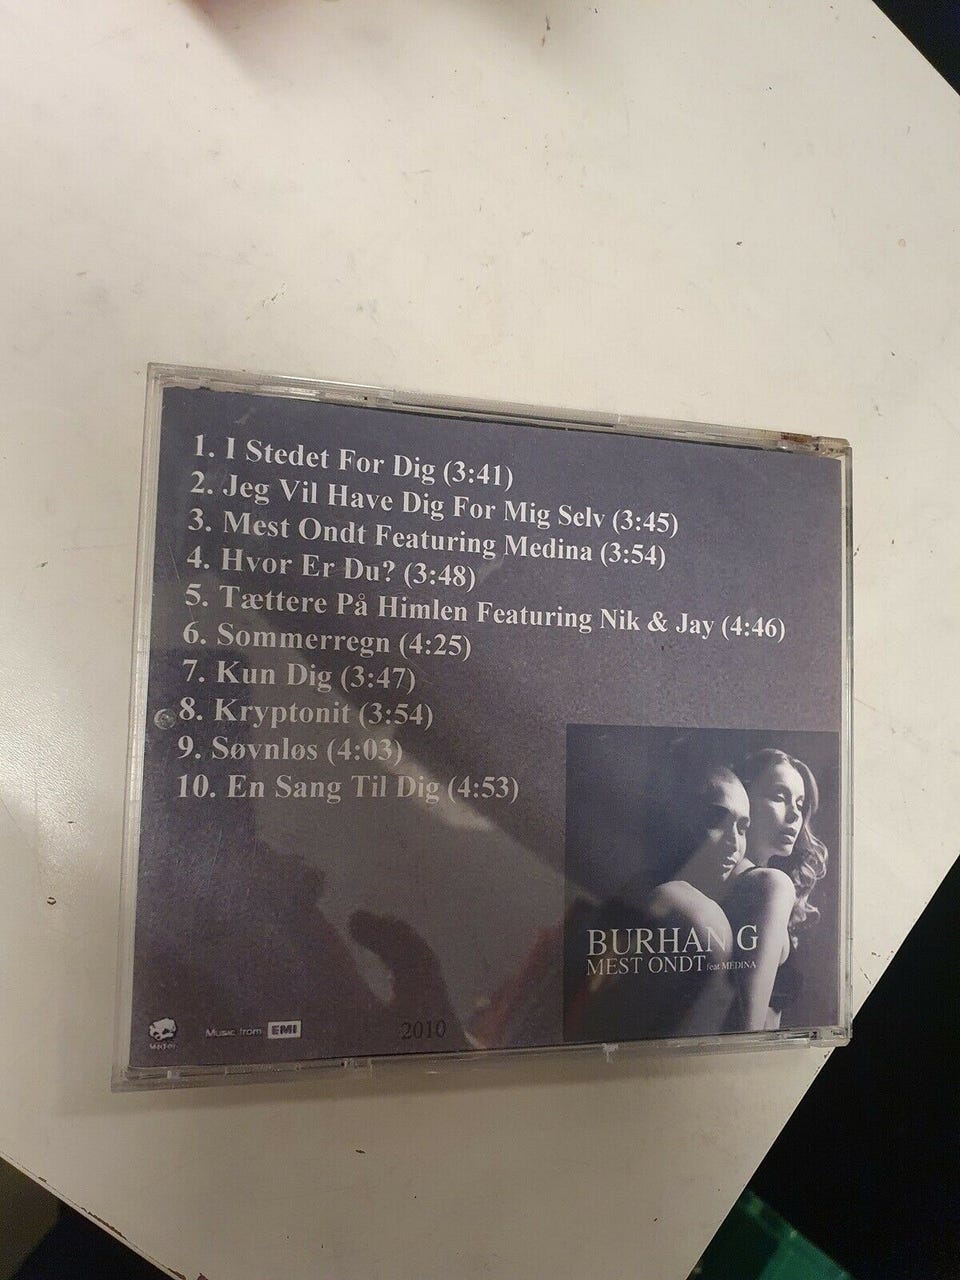 1. I Stedet For Dig (3:41)
2. Jeg Vil Have Dig For Mig Selv (3:45)
3. Mest Ondt Featuring Medina (3:54)
4. Hvor Er Du? (3:48)
5. Tættere På Himlen Featuring Nik & Jay (4:46)
6. Sommerregn (4:25)
7. Kun Dig (3:47)
8. Kryptonit (3:54)
9. Søvnløs (4:03)
10. En Sang Til Dig (4:53)
BURHAN G
MEST ONDT feat MEDINA
Music from EMI
2010